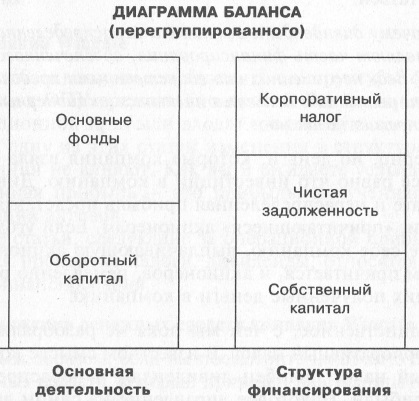 ДИАГРАММА БАЛАНСА
(перегруппированного)
Основные
фонды
Оборотный
капитал
Корпоративный
налог
Чистая
задолженность
Собственный
капитал
Основная
деятельность
Структура
финансирования